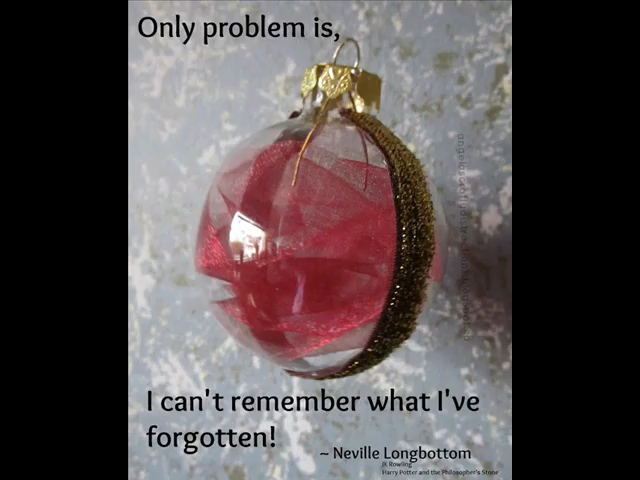 Only problem is,
I can't remember what I've
forgotten!
~ Neville Longbottom
JK Rowling
Harry Potter and the Philosopher's Stone